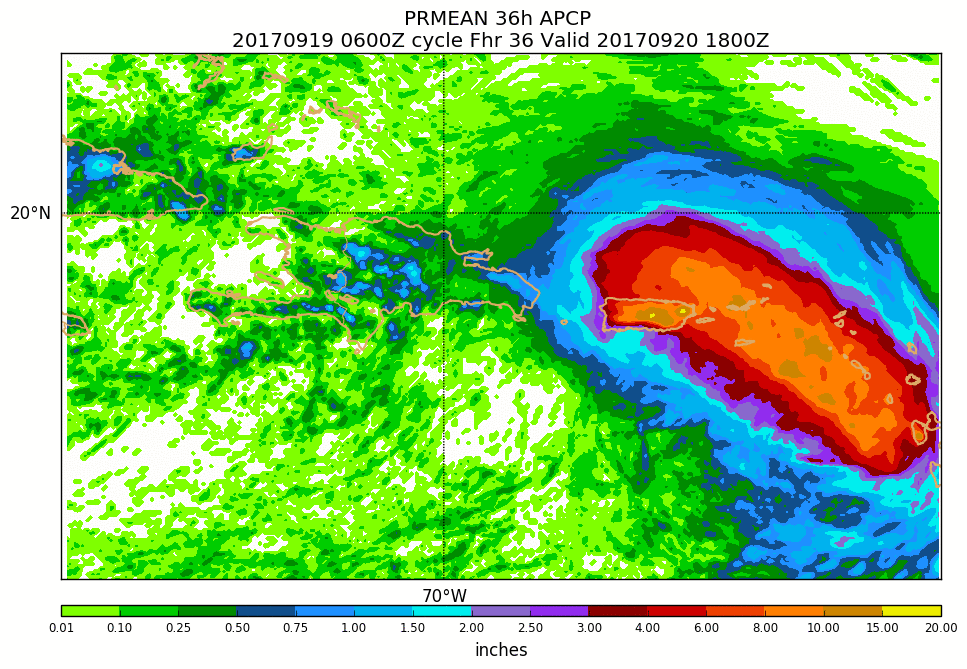 PRMEAN 36h APCP
20170919 0600Z cycle Fhr 36 Valid 20170920 1800Z
20°N
70°W
0.01 0.10 0.25 0.50 0.75 1.00 1.50 2.00 2.50 3.00 4.00 6.00 8.00 10.00 15.00 20.00
inches